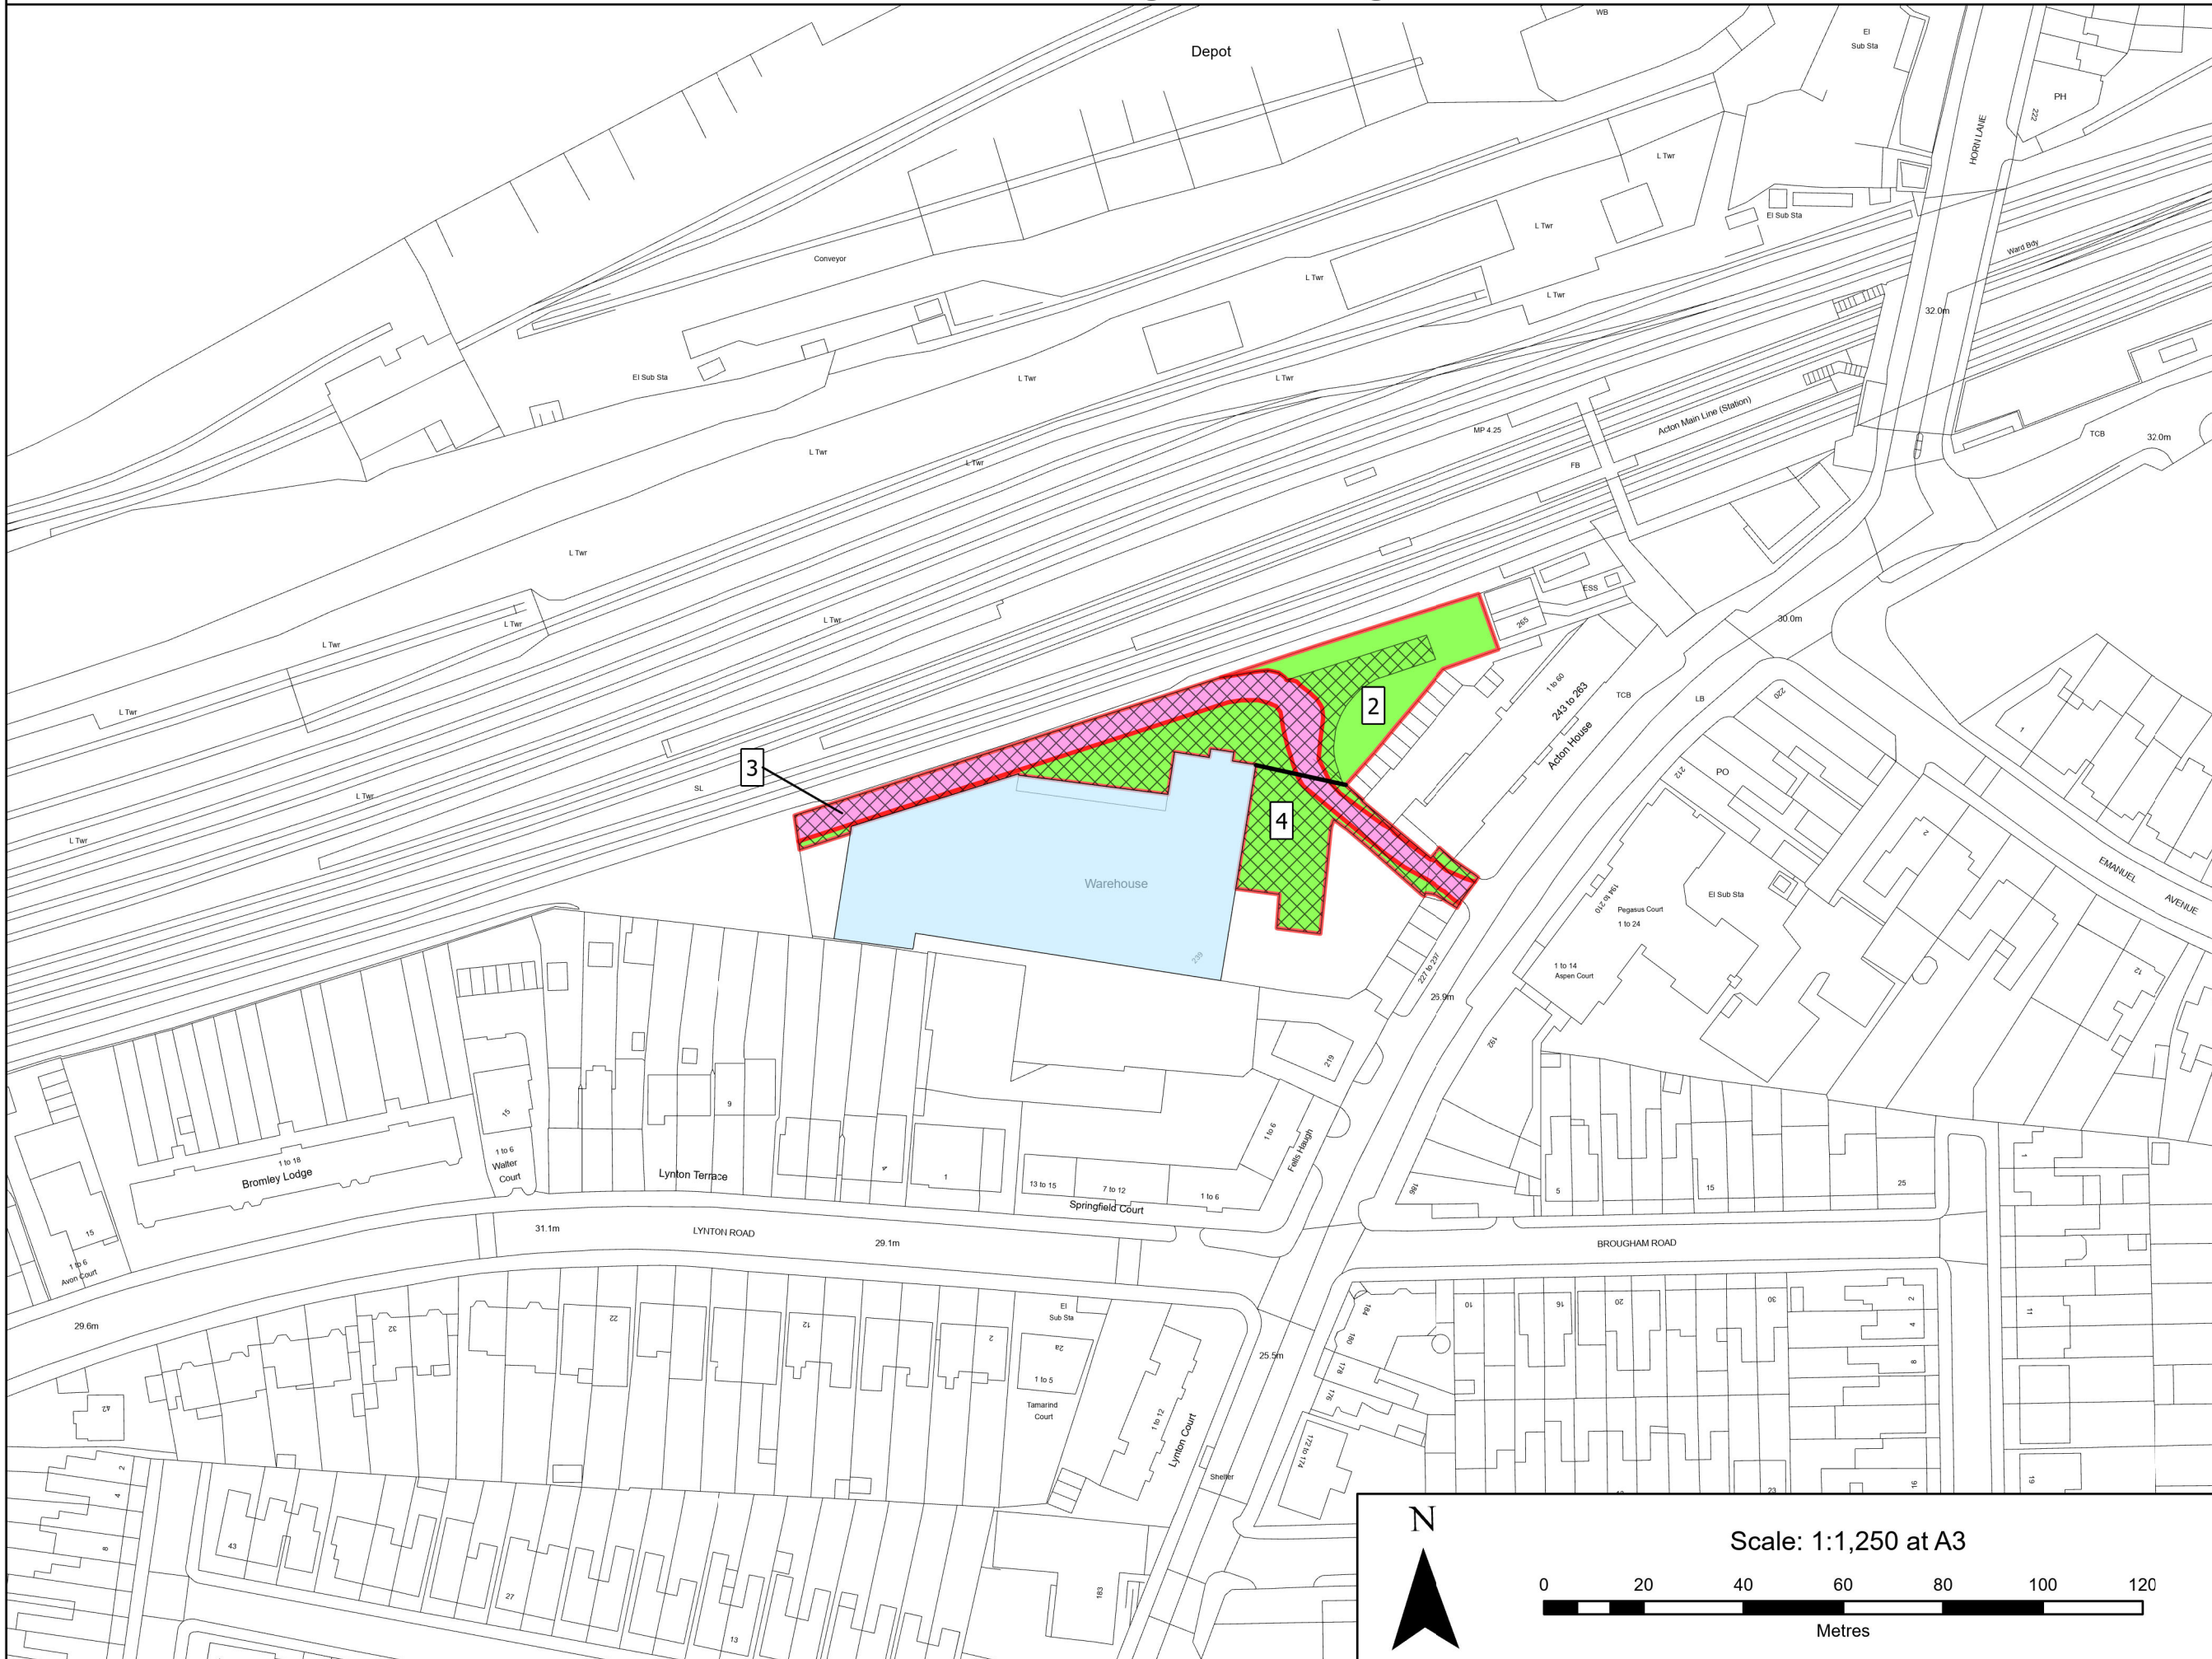 WB
Depot
El
Sub Sta
PH
222
HORN LANE
L Twr
El Sub Sta
L Twr
Ward Bdy
Conveyor
L Twr
L Twr
32.0m
El Sub Sta
L Twr
L Twr
Acton Main Line (Station)
MP 4.25
TCB
32.0m
L Twr
L Twr
FB
L Twr
ESS
L Twr
L Twr
265
30.0m
L Twr
1 to 60
243 to 263
Acton House
TCB
LB
220
1
L Twr
2
3
SL
L Twr
212
PO
4
L Twr
2
EMANUEL
AVENUE
Warehouse
194 to 210
Pegasus Court
1 to 24
El Sub Sta
239
227 to 237
1 to 14
Aspen Court
12
26.9m
192
219
15
9
1 to 6
Fells Haugh
1 to 6
Walter
Court
1 to 18
Bromley Lodge
Lynton Terrace
4
1
13 to 15
7 to 12
1 to 6
Springfield Court
186
5
15
25
1
15
1 to 6
Avon Court
31.1m
LYNTON ROAD
29.1m
BROUGHAM ROAD
29.6m
32
22
12
2
El
Sub Sta
2a
1 to 5
Tamarind
Court
1 to 12
Lynton Court
25.5m
184
180
178
176
172 to 174
10
16
20
30
2
4
8
16
11
19
23
42
Shelter
2
4
8
43
27
13
183
N
Scale: 1:1,250 at A3
0 20 40 60 80 100 120
Metres